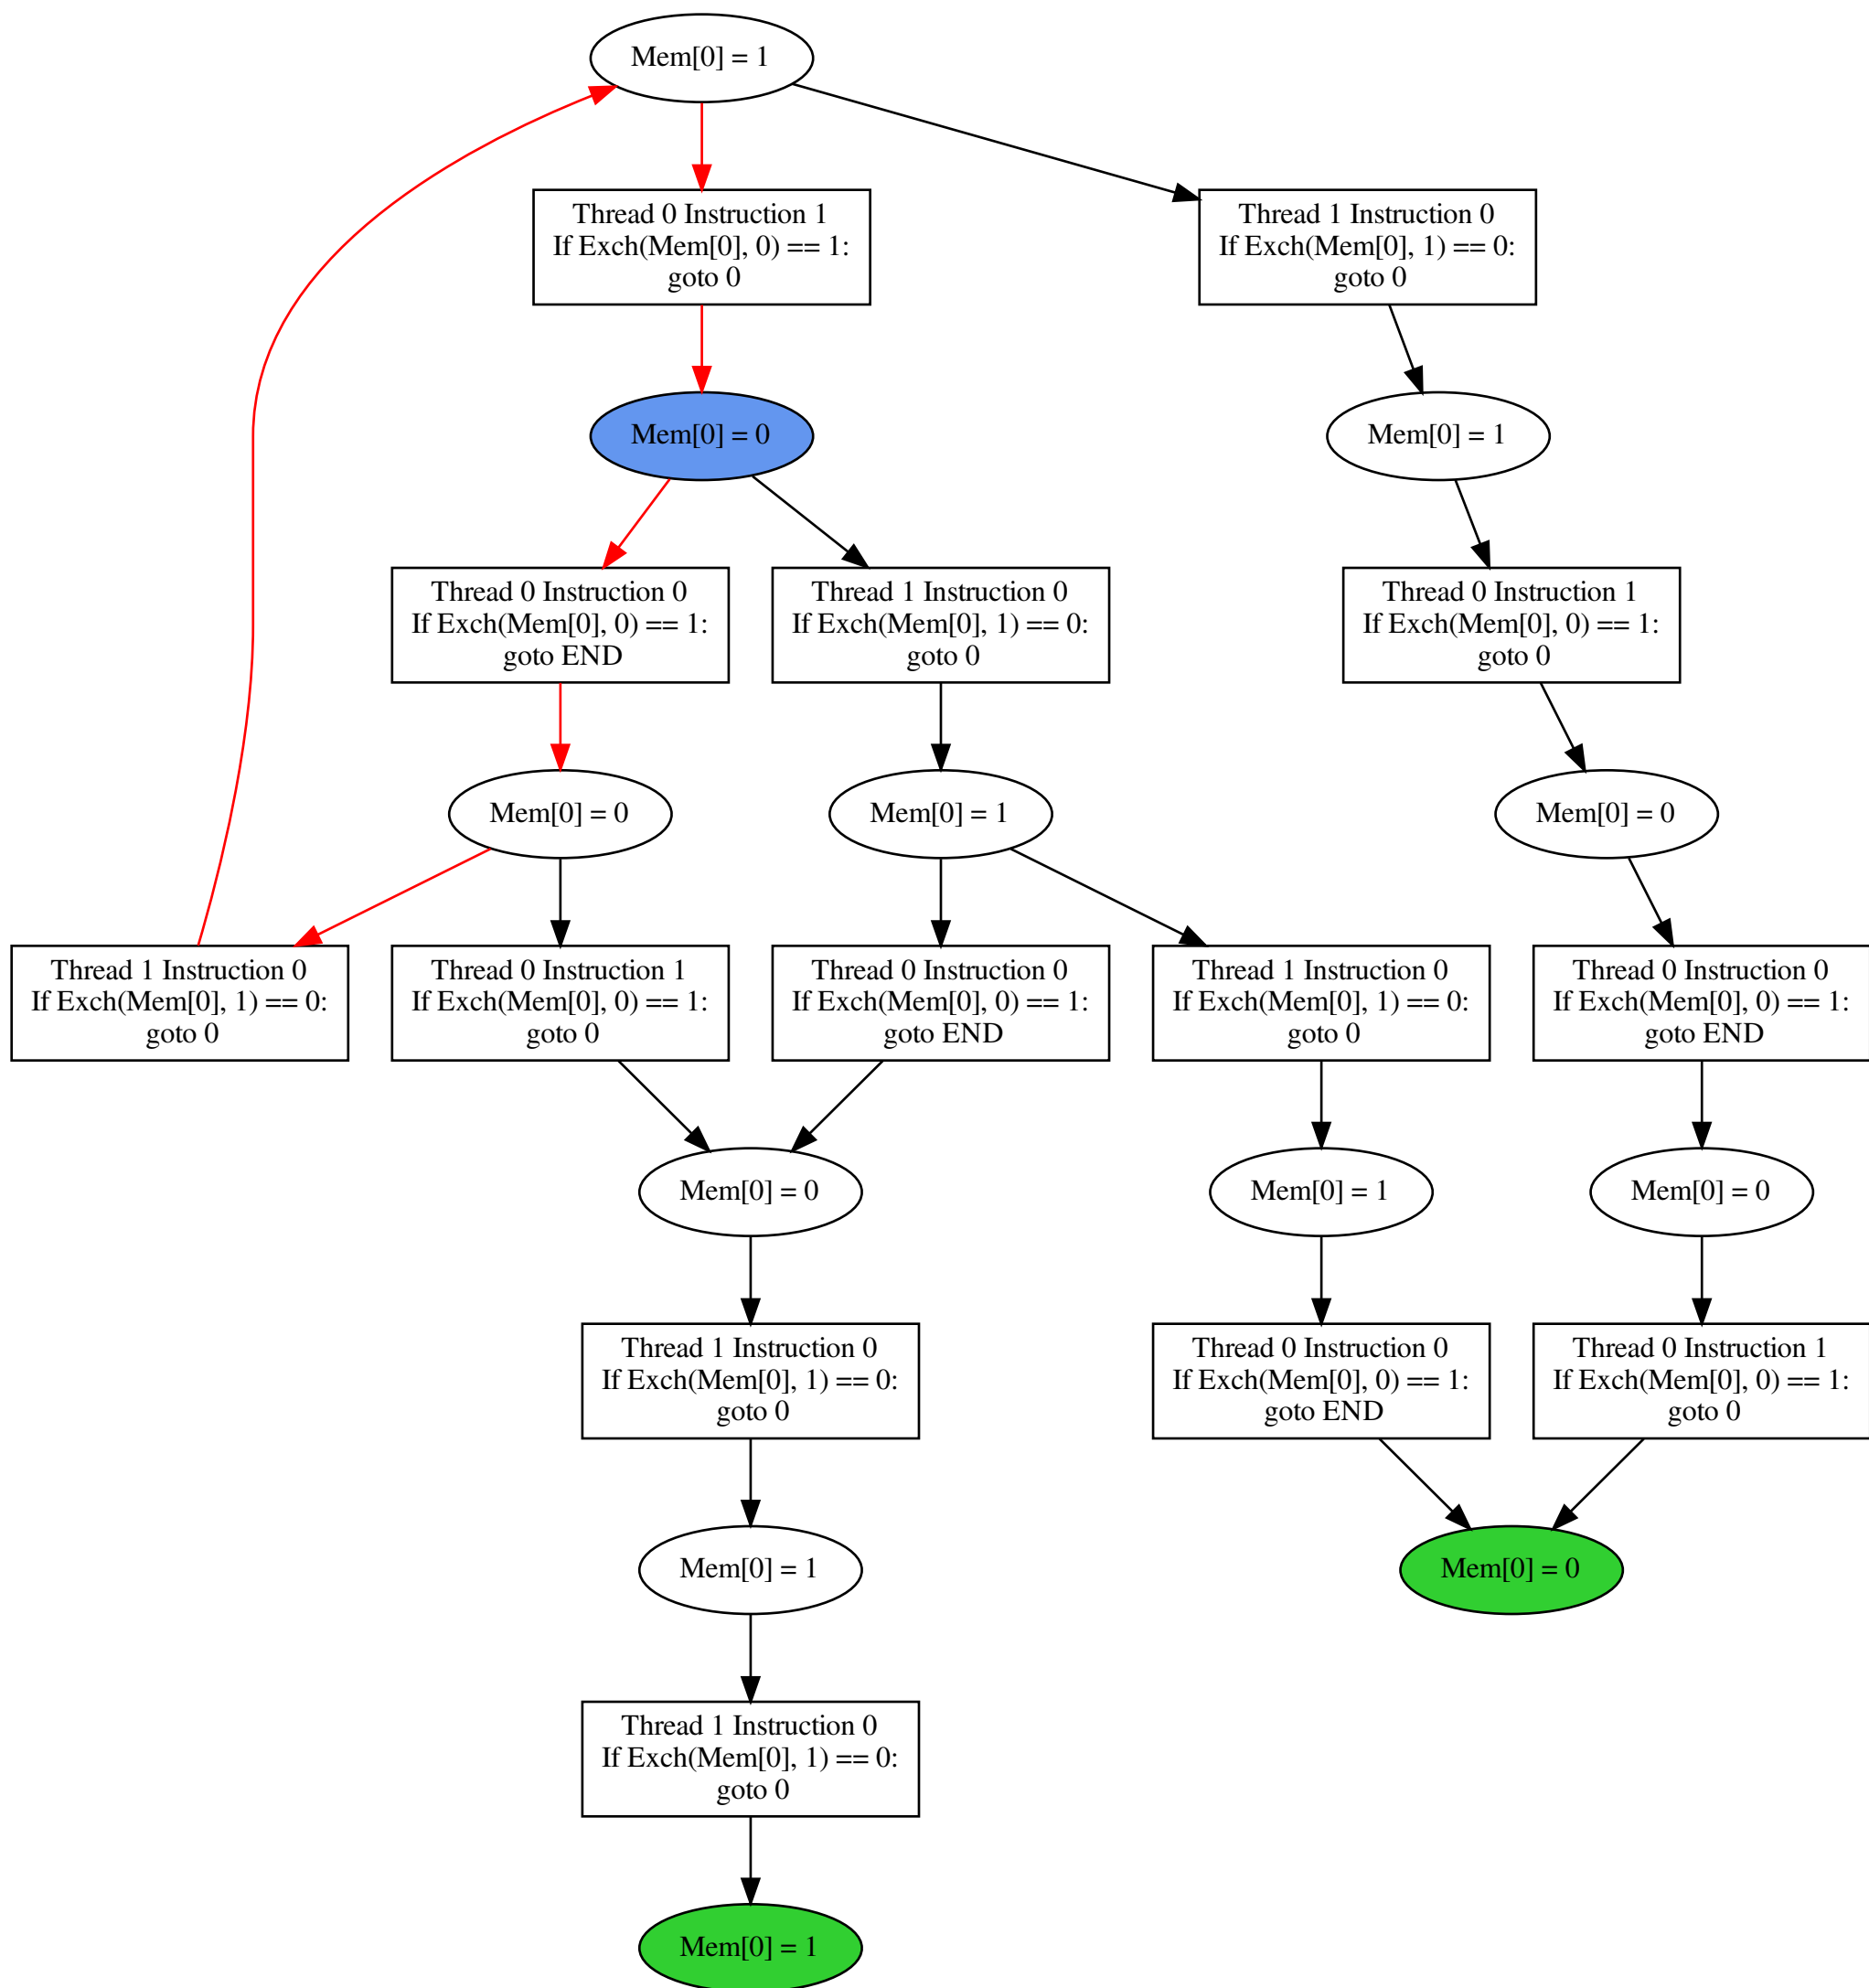 Mem[0] = 1
Thread 0 Instruction 1
If Exch(Mem[0], 0) == 1:
goto 0
Thread 1 Instruction 0
If Exch(Mem[0], 1) == 0:
goto 0
Mem[0] = 0
Mem[0] = 1
Thread 0 Instruction 0
If Exch(Mem[0], 0) == 1:
goto END
Thread 1 Instruction 0
If Exch(Mem[0], 1) == 0:
goto 0
Thread 0 Instruction 1
If Exch(Mem[0], 0) == 1:
goto 0
Mem[0] = 0
Mem[0] = 1
Mem[0] = 0
Thread 1 Instruction 0
If Exch(Mem[0], 1) == 0:
goto 0
Thread 0 Instruction 1
If Exch(Mem[0], 0) == 1:
goto 0
Thread 0 Instruction 0
If Exch(Mem[0], 0) == 1:
goto END
Thread 1 Instruction 0
If Exch(Mem[0], 1) == 0:
goto 0
Thread 0 Instruction 0
If Exch(Mem[0], 0) == 1:
goto END
Mem[0] = 0
Mem[0] = 1
Mem[0] = 0
Thread 1 Instruction 0
If Exch(Mem[0], 1) == 0:
goto 0
Thread 0 Instruction 0
If Exch(Mem[0], 0) == 1:
goto END
Thread 0 Instruction 1
If Exch(Mem[0], 0) == 1:
goto 0
Mem[0] = 1
Mem[0] = 0
Thread 1 Instruction 0
If Exch(Mem[0], 1) == 0:
goto 0
Mem[0] = 1